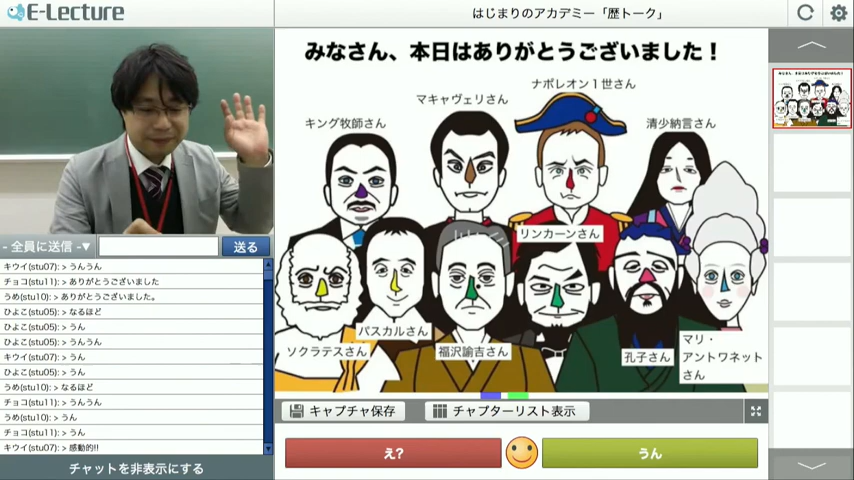 E-Lecture
はじまりのアカデミー「歴トーク」
みなさん、本日はありがとうございました！
ナポレオン１世さん
マキャヴェリさん
キング牧師さん
清少納言さん
リンカーンさん
パスカルさん
ソクラテスさん
福沢諭吉さん
孔子さん
マリ・
アントワネット
さん
- 全員に送信 -▼
送る
キウイ(stu07): > うんうん
チョコ(stu11): > ありがとうございました
うめ(stu10): > ありがとうございました。
ひよこ(stu05): > なるほど
ひよこ(stu05): > うん
ひよこ(stu05): > うんうん
キウイ(stu07): > うん
ひよこ(stu05): > うん
うめ(stu10): > なるほど
チョコ(stu11): > うんうん
うめ(stu10): > うん
チョコ(stu11): > うん
キウイ(stu07): > 感動的!!
チャットを非表示にする
キャプチャ保存
チャプターリスト表示
え?
うん